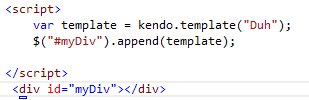 <script>
var template = kendo.template("Duh");
$("#myDiv").append(template);
</script>
<div id="myDiv"></div>